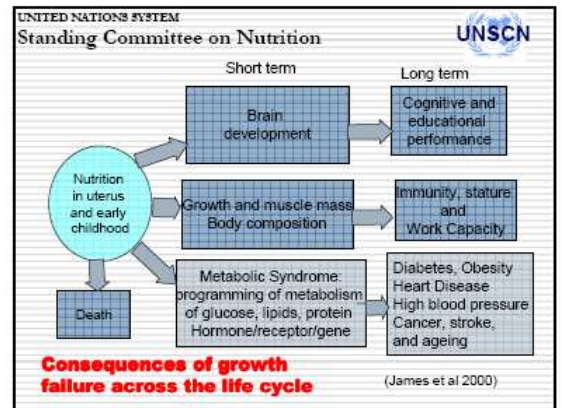 UNITED NATIONS SYSTEM
Standing Committee on Nutrition
UNSCN
Short term
Long term
Brain
development
Cognitive and
educational
performance
Nutrition
in uterus
and early
childhood
Growth and muscle mass
Body composition
Immunity, stature
and
Work Capacity
Metabolic Syndrome:
programming of metabolism
of glucose, lipids, protein
Hormone/receptor/gene
Diabetes, Obesity
Heart Disease
High blood pressure
Cancer, stroke,
and ageing
Death
Consequences of growth
failure across the life cycle
(James et al 2000)